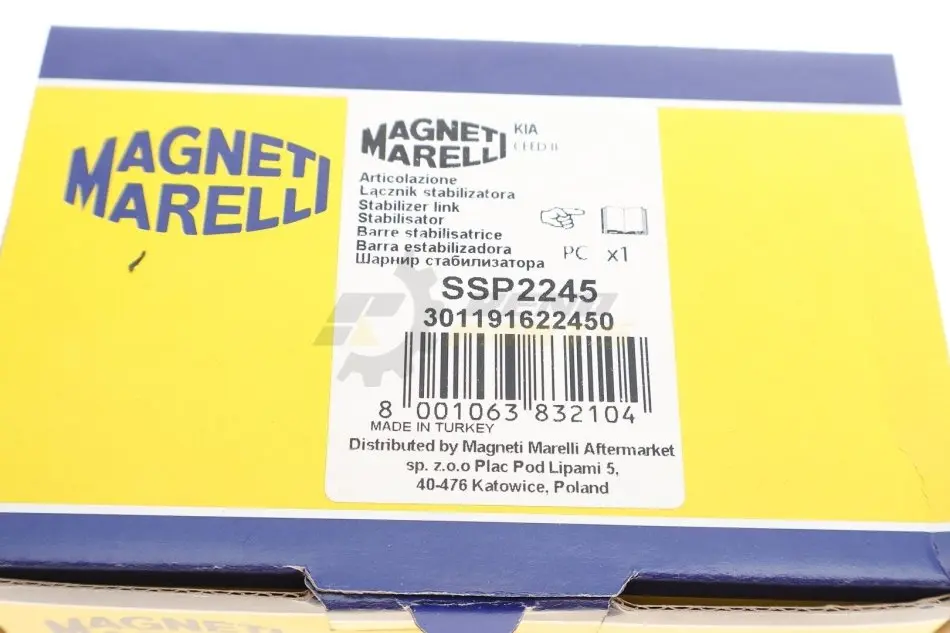 MAGNETI
MARELLI
MAGNETI
MARELLI
KIA
CEED II
Articolazione
Łącznik stabilizatora
Stabilizer link
Stabilisator
Barre stabilisatrice
Barra estabilizadora
Шарнир стабилизатора
PC x1
SSP2245
301191622450
8 001063 832104
MADE IN TURKEY
Distributed by Magneti Marelli Aftermarket
sp. z.o.o Plac Pod Lipami 5,
40-476 Katowice, Poland
MAGNETI